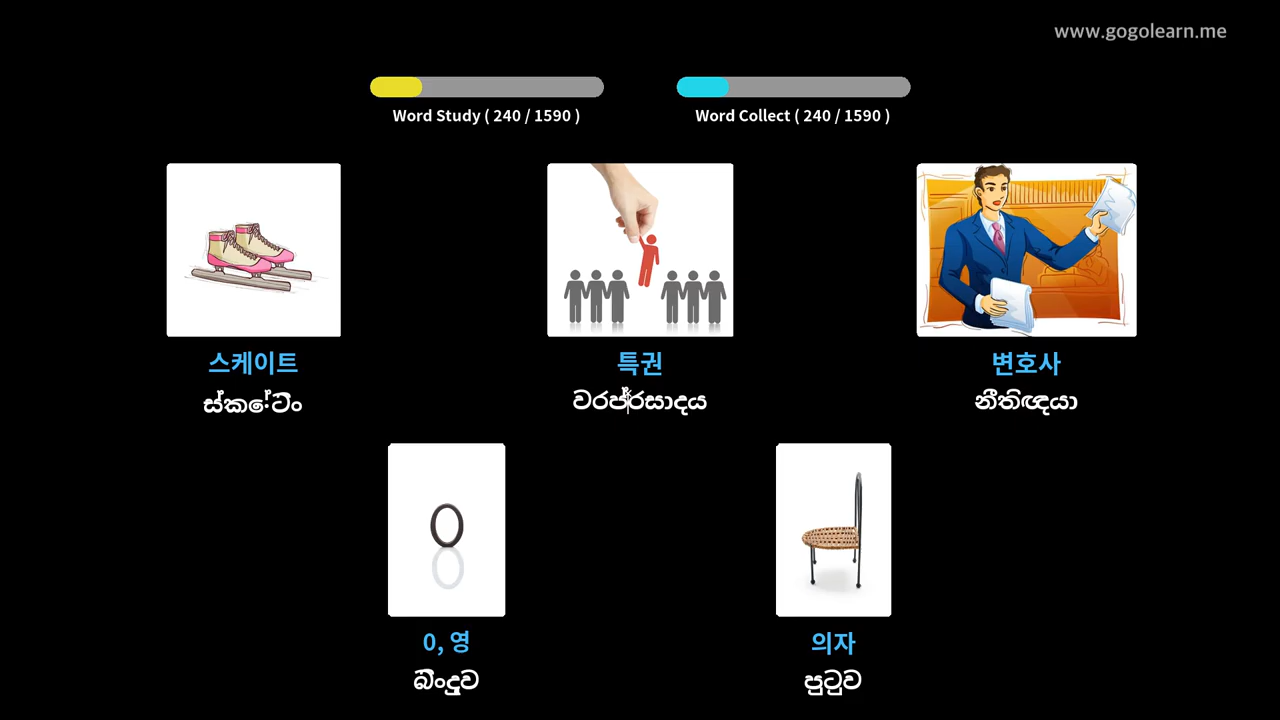 www.gogolearn.me
Word Study ( 240 / 1590 )
Word Collect ( 240 / 1590 )
스케이트
특권
변호사
ස්කේටිං
වරප්‍රසාදය
නීතිඥයා
0, 영
의자
බිංදුව
පුටුව